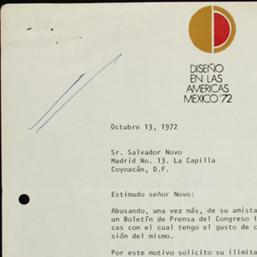 DISEÑO
EN LAS
AMERICAS
MEXICO '72
Octubre 13, 1972
Sr. Salvador Novo
Madrid No. 13. La Capilla
Coyoacán, D.F.
Estimado señor Novo:
Abusando, una vez más, de su amista
un Boletín de Prensa del Congreso I
cas con el cual tengo el gusto de c
sión del mismo.
Por este motivo solicito su ilimita